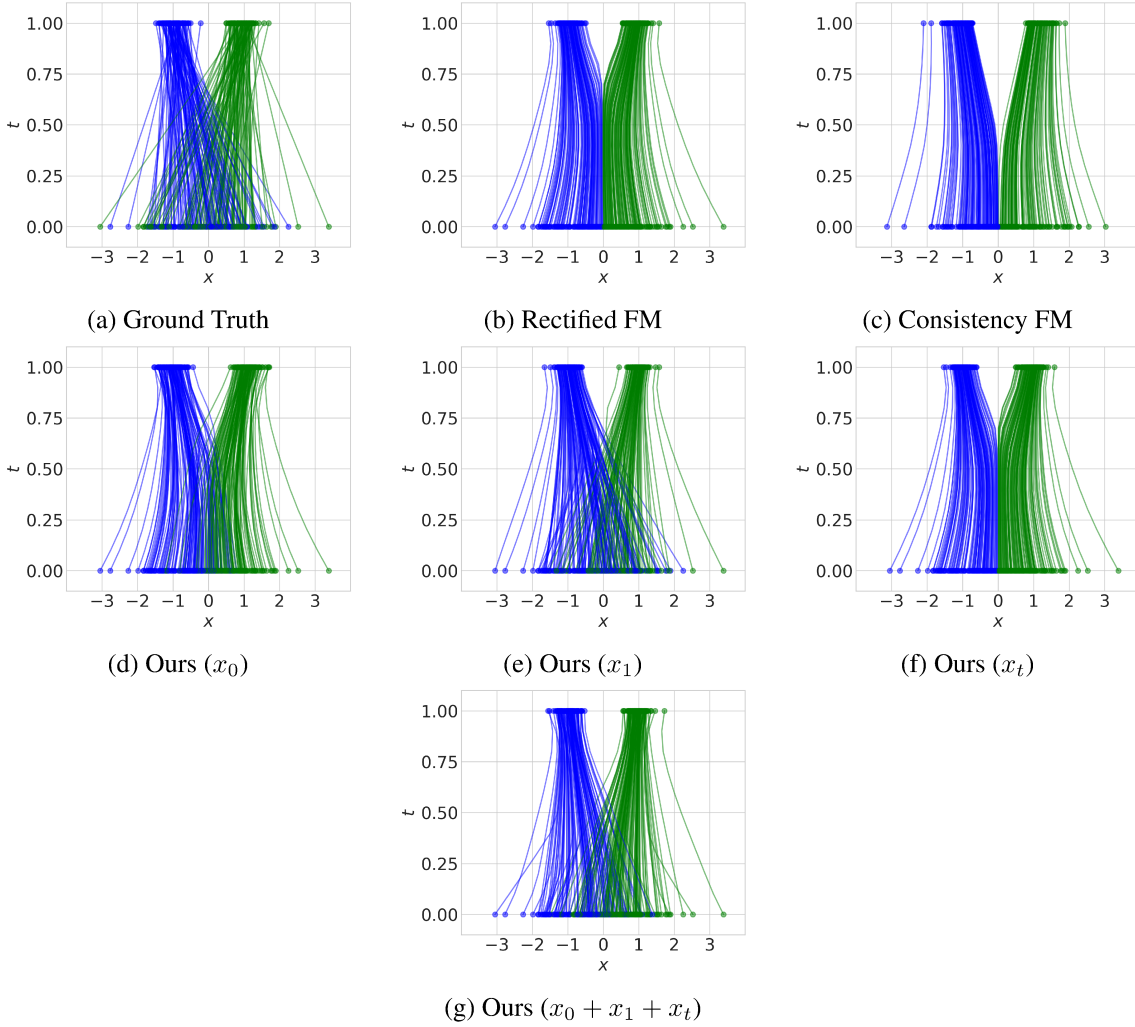 1.00 1.00 1.00
0.75 0.75 0.75
t 0.50 t 0.50 t 0.50
0.25 0.25 0.25
0.00 0.00 0.00
−3 −2 −1 0 1 2 3 −3 −2 −1 0 1 2 3 −3 −2 −1 0 1 2 3
x x x
(a) Ground Truth (b) Rectified FM (c) Consistency FM
1.00 1.00 1.00
0.75 0.75 0.75
t 0.50 t 0.50 t 0.50
0.25 0.25 0.25
0.00 0.00 0.00
−3 −2 −1 0 1 2 3 −3 −2 −1 0 1 2 3 −3 −2 −1 0 1 2 3
x x x
(d) Ours (x₀) (e) Ours (x₁) (f) Ours (xₜ)
1.00
0.75
t 0.50
0.25
0.00
−3 −2 −1 0 1 2 3
x
(g) Ours (x₀ + x₁ + xₜ)